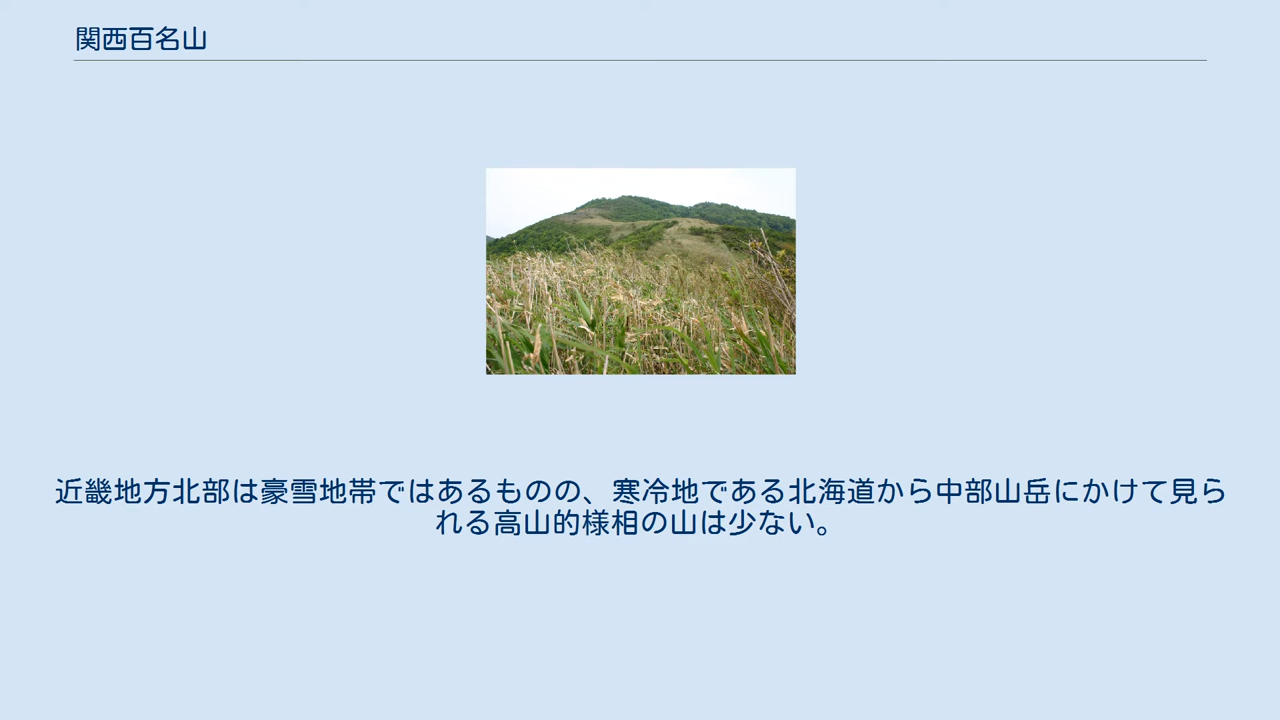 関西百名山
近畿地方北部は豪雪地帯ではあるものの、寒冷地である北海道から中部山岳にかけて見ら
れる高山的様相の山は少ない。